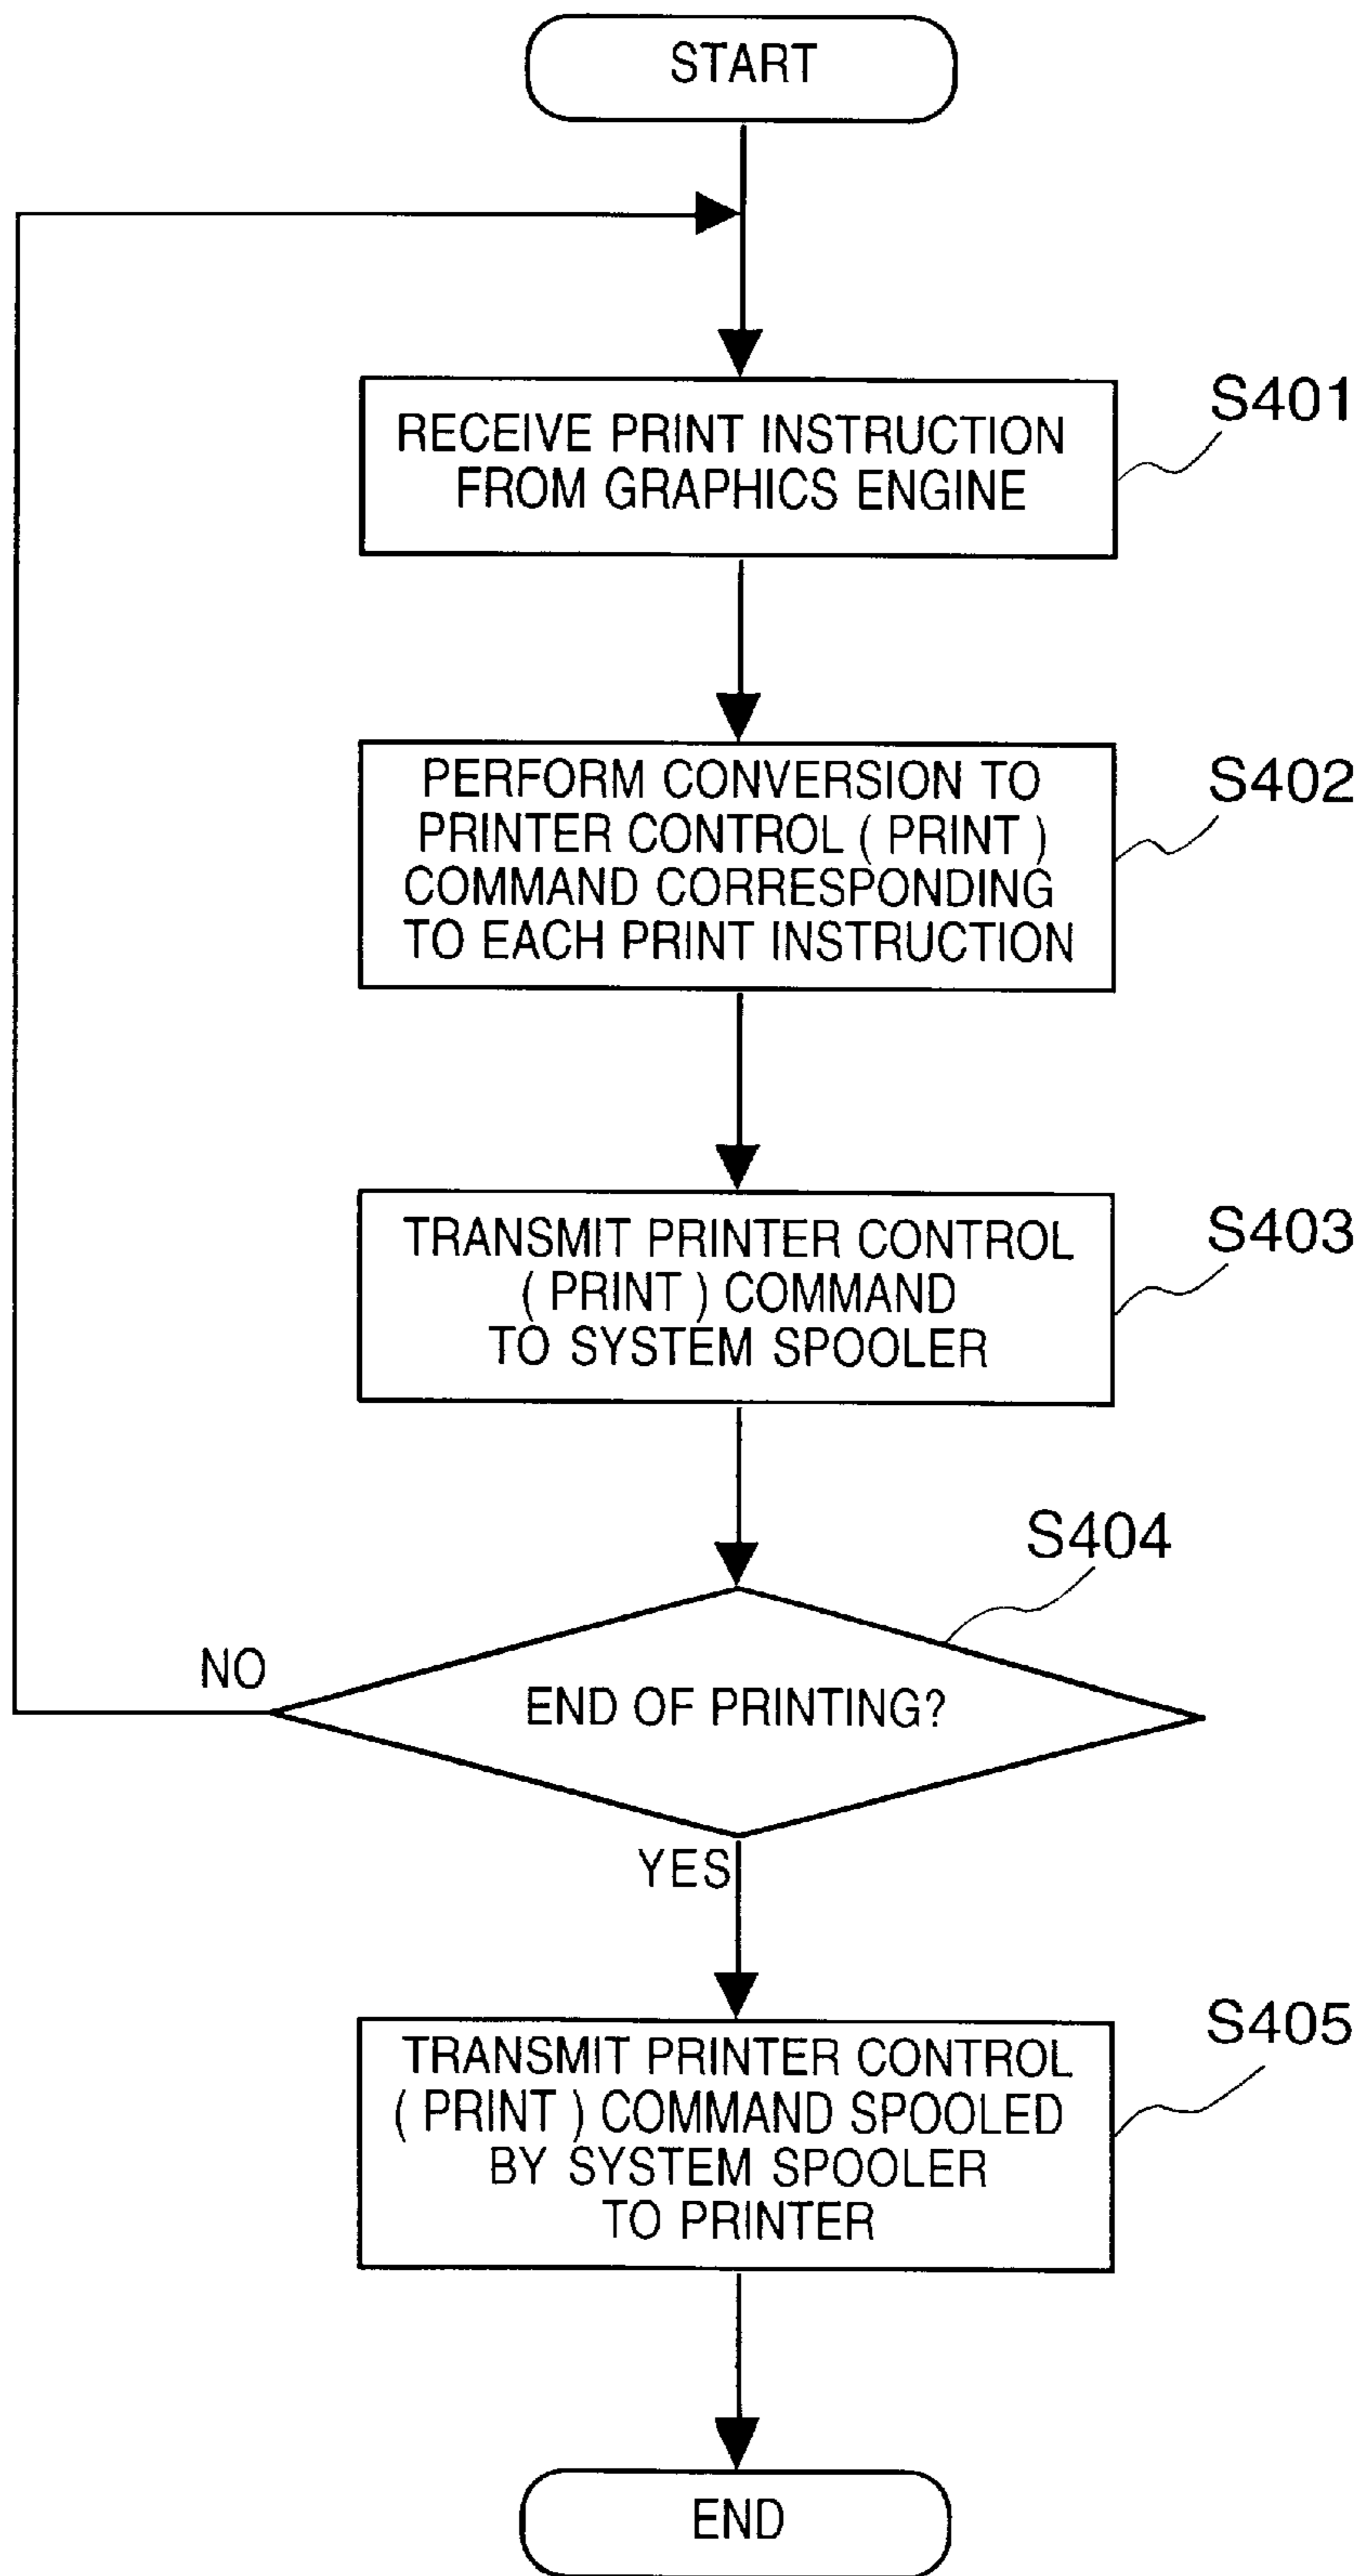 START
RECEIVE PRINT INSTRUCTION
FROM GRAPHICS ENGINE
S401
PERFORM CONVERSION TO
PRINTER CONTROL ( PRINT )
COMMAND CORRESPONDING
TO EACH PRINT INSTRUCTION
S402
TRANSMIT PRINTER CONTROL
( PRINT ) COMMAND
TO SYSTEM SPOOLER
S403
S404
END OF PRINTING?
NO
YES
TRANSMIT PRINTER CONTROL
( PRINT ) COMMAND SPOOLED
BY SYSTEM SPOOLER
TO PRINTER
S405
END